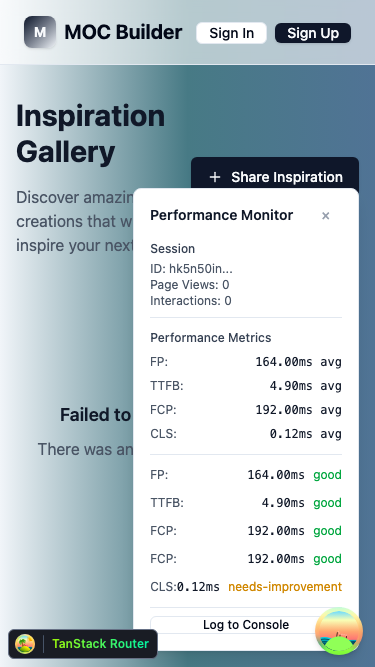 M
MOC Builder
Sign In
Sign Up
Inspiration
Gallery
+ Share Inspiration
Discover
creations that
inspire your next
Failed to
There was an
Performance Monitor
×
Session
ID: hk5n50in...
Page Views: 0
Interactions: 0
Performance Metrics
FP: 164.00ms avg
TTFB: 4.90ms avg
FCP: 192.00ms avg
CLS: 0.12ms avg
FP: 164.00ms good
TTFB: 4.90ms good
FCP: 192.00ms good
FCP: 192.00ms good
CLS:0.12ms needs-improvement
Log to Console
TanStack Router